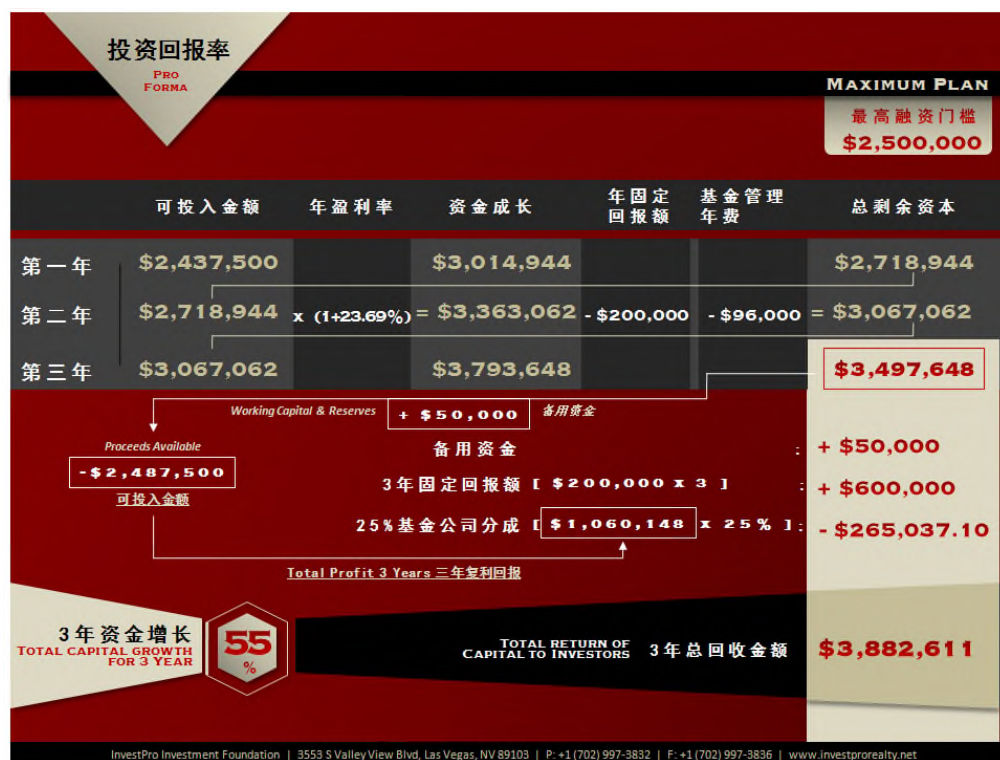 投资回报率
PRO
FORMA
MAXIMUM PLAN
最高融资门槛
$2,500,000
可投入金额 年盈利率 资金成长 年固定回报额 基金管理年费 总剩余资本
第一年 $2,437,500 $3,014,944 $2,718,944
第二年 $2,718,944 x (1+23.69%) = $3,363,062 - $200,000 - $96,000 = $3,067,062
第三年 $3,067,062 $3,793,648 $3,497,648
Working Capital & Reserves + $50,000 备用资金
Proceeds Available
-$2,487,500
可投入金额
备用资金 : + $50,000
3年固定回报额 [ $200,000 x 3 ] : + $600,000
25%基金公司分成 [ $1,060,148 x 25% ]: - $265,037.10
Total Profit 3 Years 三年复利回报
3年资金增长
TOTAL CAPITAL GROWTH
FOR 3 YEAR
55
%
TOTAL RETURN OF
CAPITAL TO INVESTORS
3年总回收金额 $3,882,611
InvestPro Investment Foundation | 3553 S Valley View Blvd, Las Vegas, NV 89103 | P: +1 (702) 997-3832 | F: +1 (702) 997-3836 | www.investprorealty.net